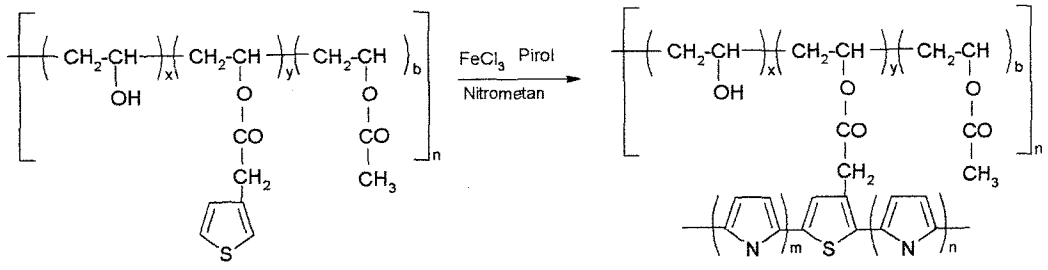 CH₂-CH x CH₂-CH y CH₂-CH b
OH O O
CO CO
CH₂ CH₃
S
n
FeCl₃ Pirol
Nitrometan
CH₂-CH x CH₂-CH y CH₂-CH b
OH O O
CO CO
CH₂ CH₃
n
N m S N n